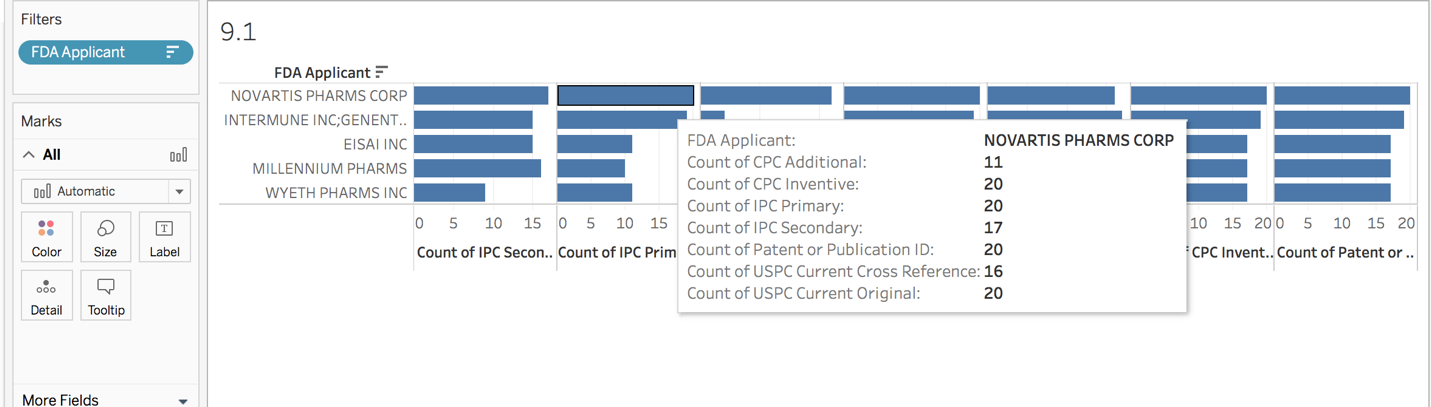 Filters
FDA Applicant
Marks
All
Automatic
Color
Size
Label
Detail
Tooltip
More Fields
9.1
FDA Applicant
NOVARTIS PHARMS CORP
INTERMUNE INC;GENENT..
EISAI INC
MILLENNIUM PHARMS
WYETH PHARMS INC
FDA Applicant: NOVARTIS PHARMS CORP
Count of CPC Additional: 11
Count of CPC Inventive: 20
Count of IPC Primary: 20
Count of IPC Secondary: 17
Count of Patent or Publication ID: 20
Count of USPC Current Cross Reference: 16
Count of USPC Current Original: 20
0 5 10 15 0 5 10 15 10 15 20 0 5 10 15 20
Count of IPC Secon.. Count of IPC Prim CPC Invent.. Count of Patent or ..